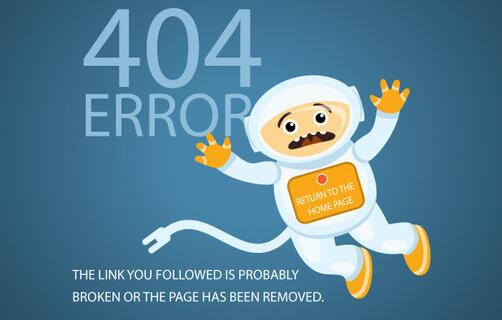 404
ERROR
RETURN TO THE
HOME PAGE
THE LINK YOU FOLLOWED IS PROBABLY
BROKEN OR THE PAGE HAS BEEN REMOVED.